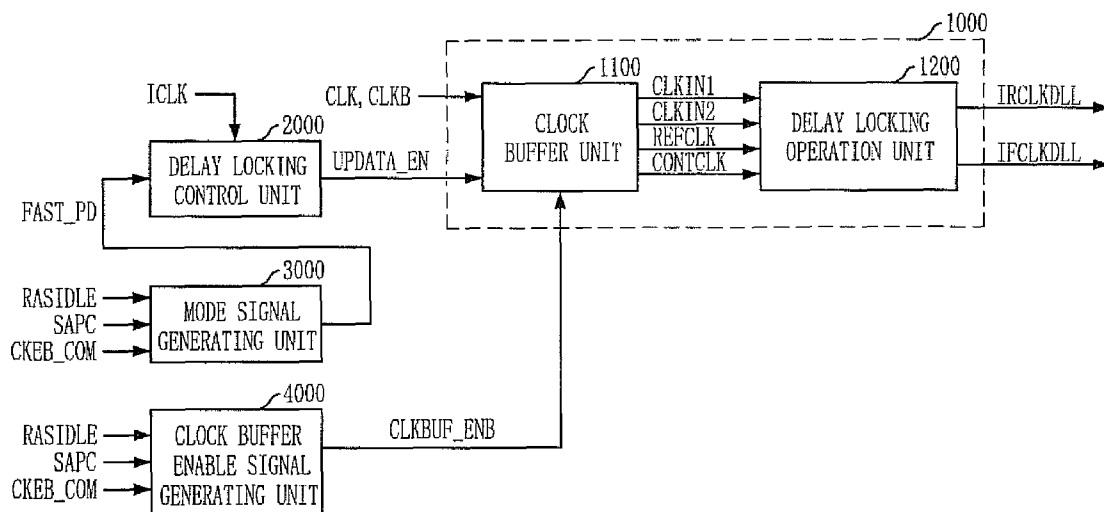 1000
1100
1200
ICLK
CLK, CLKB
CLKIN1
CLKIN2
REFCLK
CONTCLK
IRCLKDLL
IFCLKDLL
2000
CLOCK
BUFFER UNIT
DELAY LOCKING
OPERATION UNIT
DELAY LOCKING
CONTROL UNIT
UPDATA_EN
FAST_PD
3000
RASIDLE
SAPC
CKEB_COM
MODE SIGNAL
GENERATING UNIT
4000
RASIDLE
SAPC
CKEB_COM
CLOCK BUFFER
ENABLE SIGNAL
GENERATING UNIT
CLKBUF_ENB